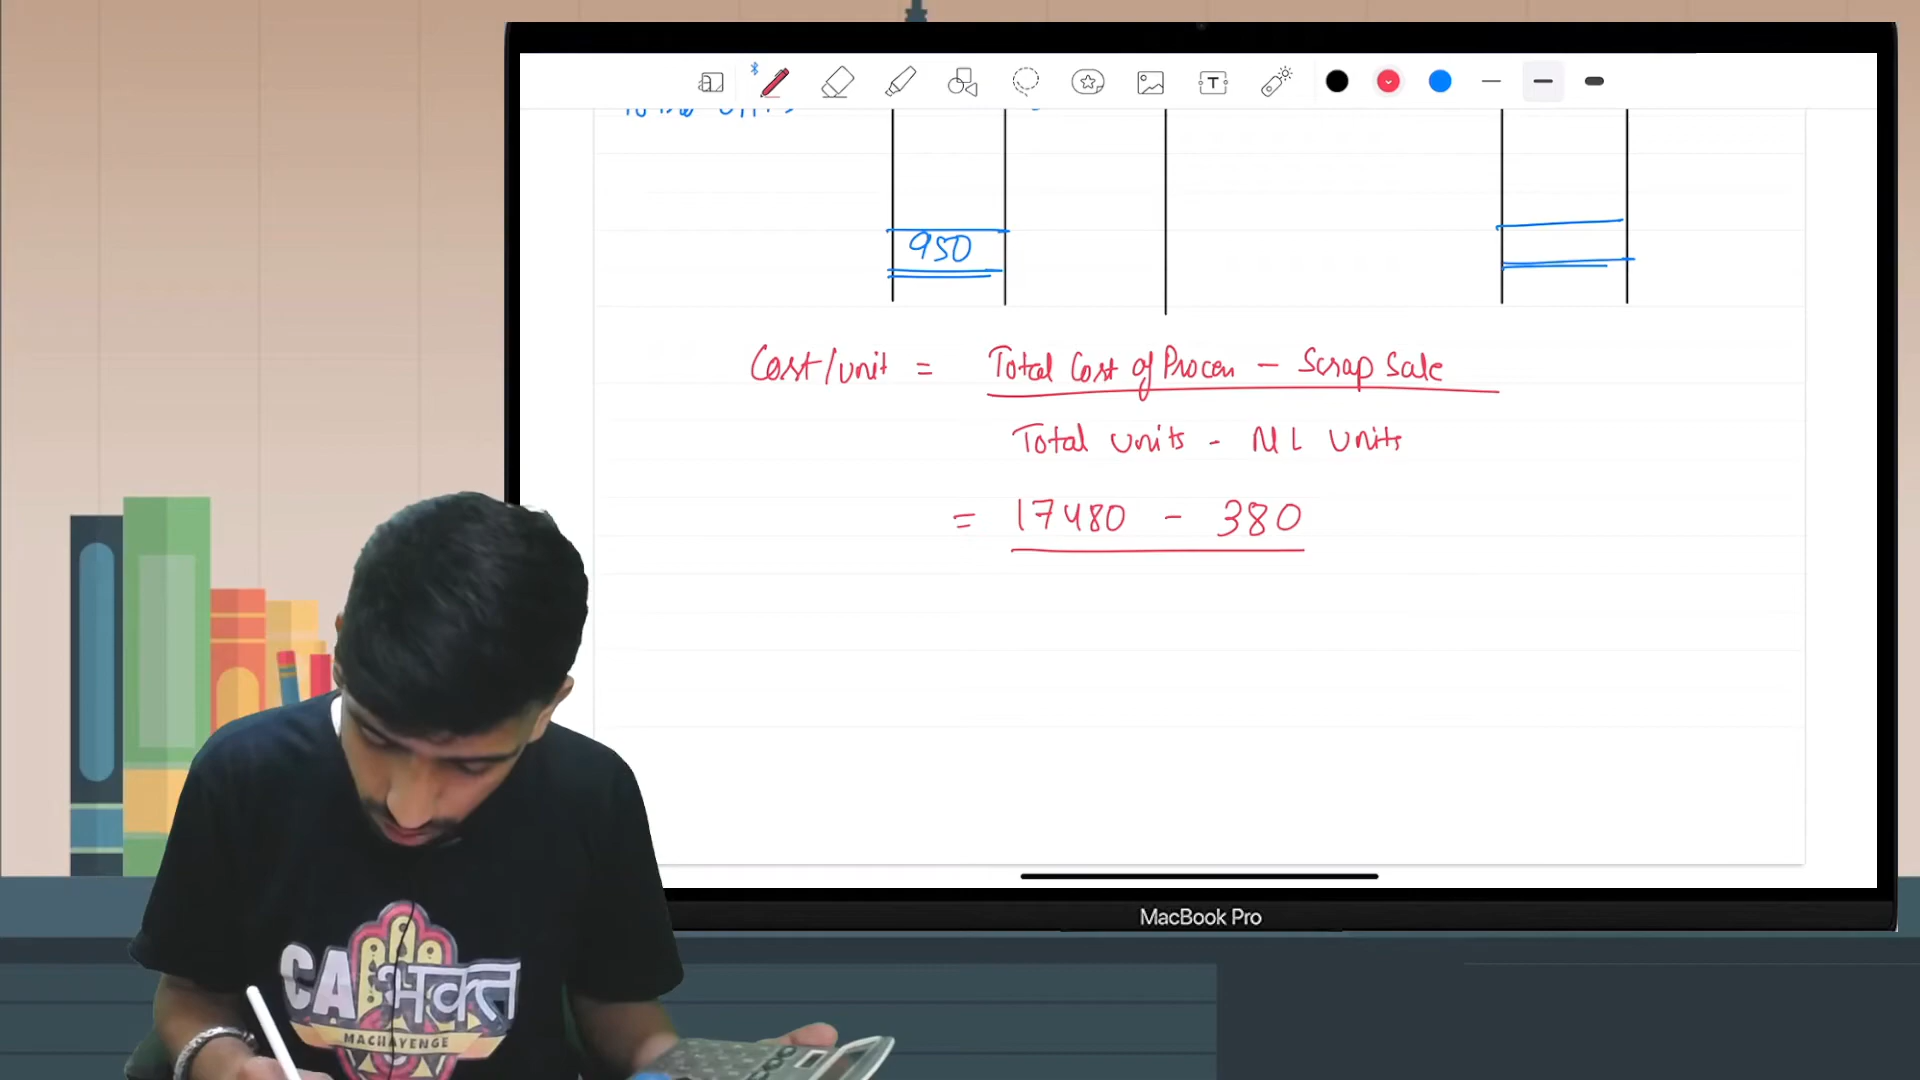 950
Cost/unit = Total Cost of Process - Scrap Sale
Total units - NL units
= 17480 - 380
MacBook Pro
CA भक्त
MACHAYENGE